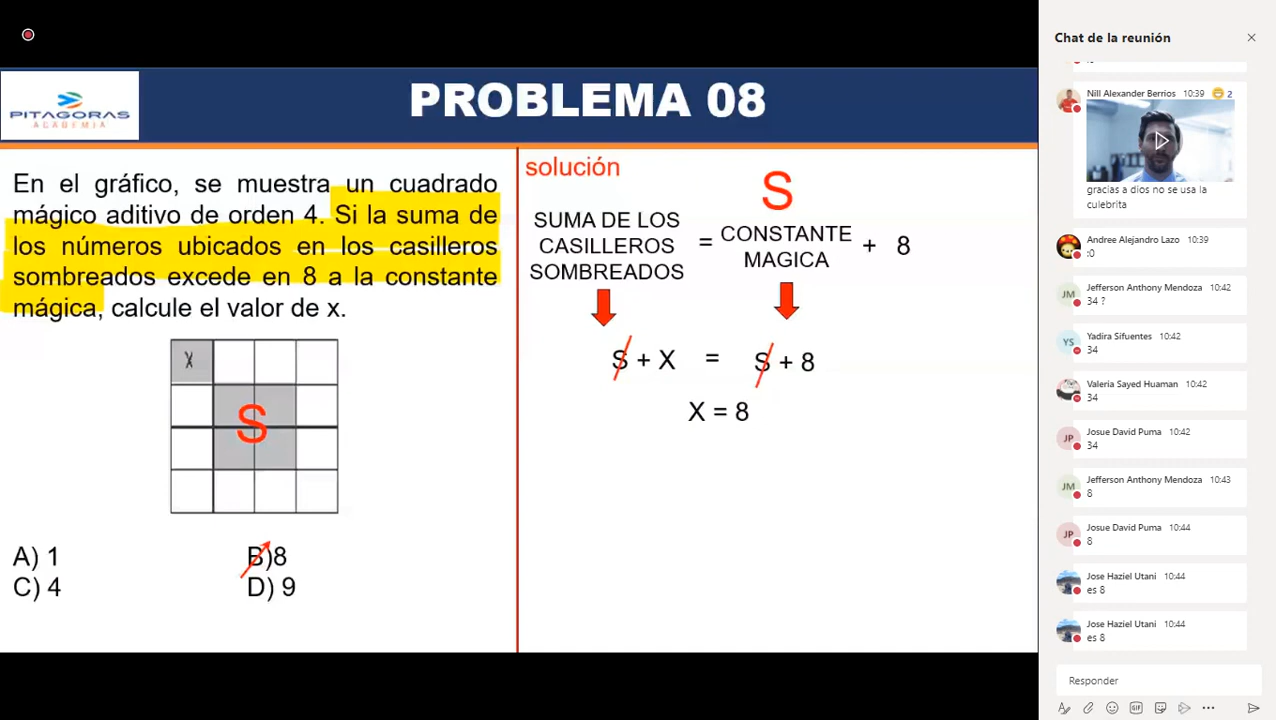 PITAGORAS
ACADEMIA
PROBLEMA 08
En el gráfico, se muestra un cuadrado
mágico aditivo de orden 4. Si la suma de
los números ubicados en los casilleros
sombreados excede en 8 a la constante
mágica, calcule el valor de x.
X
S
A) 1
B)8
C) 4
D) 9
solución
S
SUMA DE LOS
CASILLEROS
SOMBREADOS
=
CONSTANTE
MAGICA
+ 8
S + X = S + 8
X = 8
Chat de la reunión
Nill Alexander Berrios 10:39 2
gracias a dios no se usa la
culebrita
Andree Alejandro Lazo 10:39
:0
JM
Jefferson Anthony Mendoza 10:42
34 ?
YS
Yadira Sifuentes 10:42
34
Valeria Sayed Huaman 10:42
34
JP
Josue David Puma 10:42
34
JM
Jefferson Anthony Mendoza 10:43
8
JP
Josue David Puma 10:44
8
Jose Haziel Utani 10:44
es 8
Jose Haziel Utani 10:44
es 8
Responder
GIF